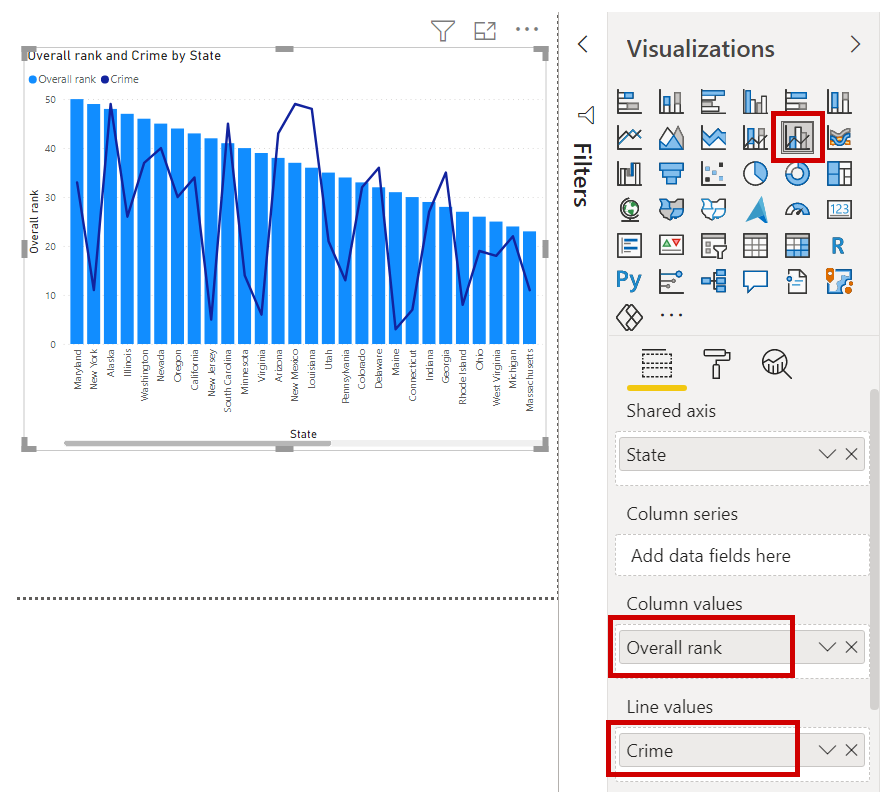 Overall rank and Crime by State
Overall rank Crime
50
40
30
20
10
0
Overall rank
Maryland
New York
Alaska
Illinois
Washington
Nevada
Oregon
California
New Jersey
South Carolina
Minnesota
Virginia
Arizona
New Mexico
Louisiana
Utah
Pennsylvania
Colorado
Delaware
Maine
Connecticut
Indiana
Georgia
Rhode Island
Ohio
West Virginia
Michigan
Massachusetts
State
Filters
Visualizations
123
R
Py
Shared axis
State
Column series
Add data fields here
Column values
Overall rank
Line values
Crime